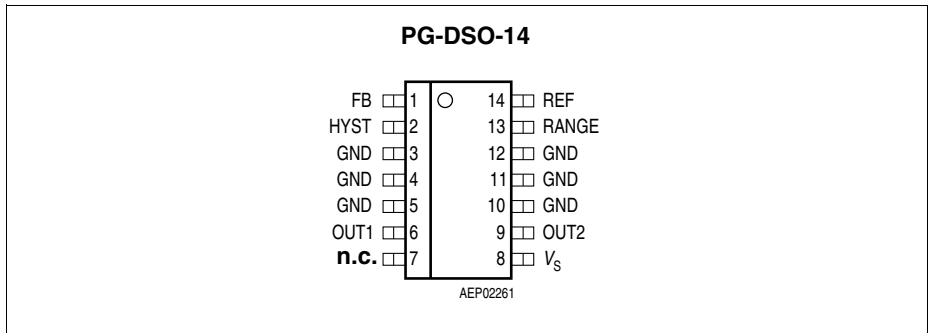 PG-DSO-14
FB 1 14 REF
HYST 2 13 RANGE
GND 3 12 GND
GND 4 11 GND
GND 5 10 GND
OUT1 6 9 OUT2
n.c. 7 8 VS
AEP02261